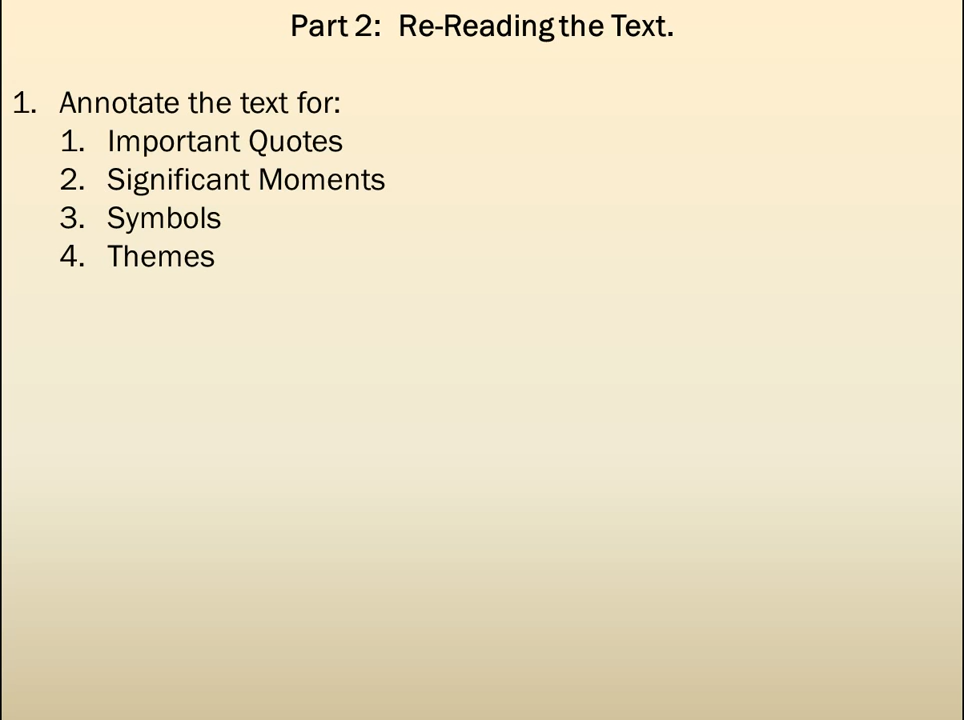 Part 2: Re-Reading the Text.
1. Annotate the text for:
1. Important Quotes
2. Significant Moments
3. Symbols
4. Themes